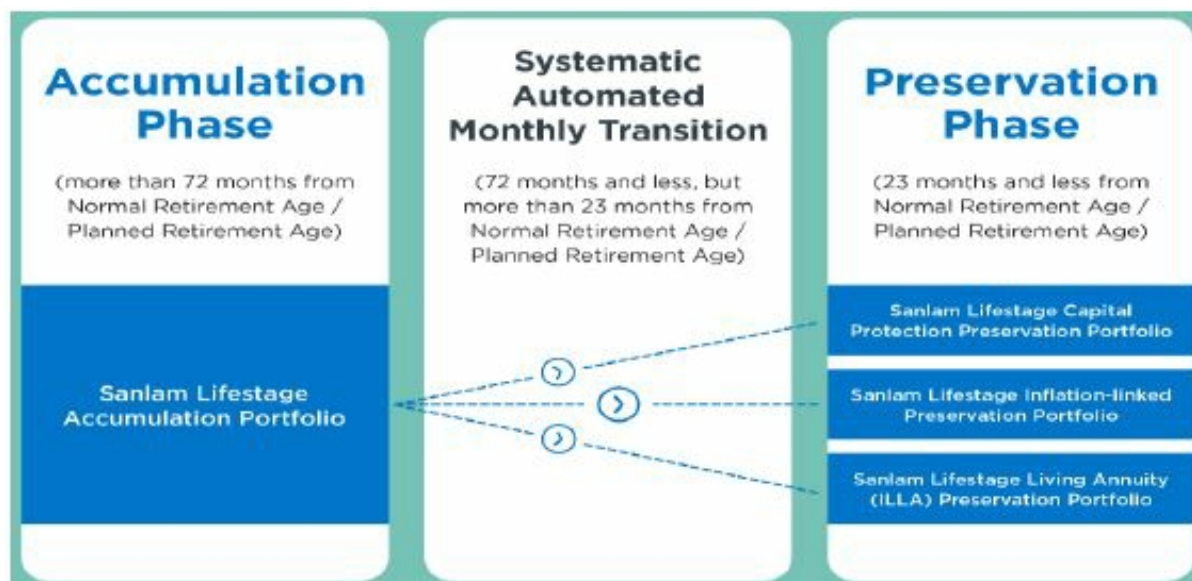 Accumulation
Phase
(more than 72 months from
Normal Retirement Age /
Planned Retirement Age)
Sanlam Lifestage
Accumulation Portfolio
Systematic
Automated
Monthly Transition
(72 months and less, but
more than 23 months from
Normal Retirement Age /
Planned Retirement Age)
Preservation
Phase
(23 months and less from
Normal Retirement Age /
Planned Retirement Age)
Sanlam Lifestage Capital
Protection Preservation Portfolio
Sanlam Lifestage Inflation-linked
Preservation Portfolio
Sanlam Lifestage Living Annuity
(ILLA) Preservation Portfolio